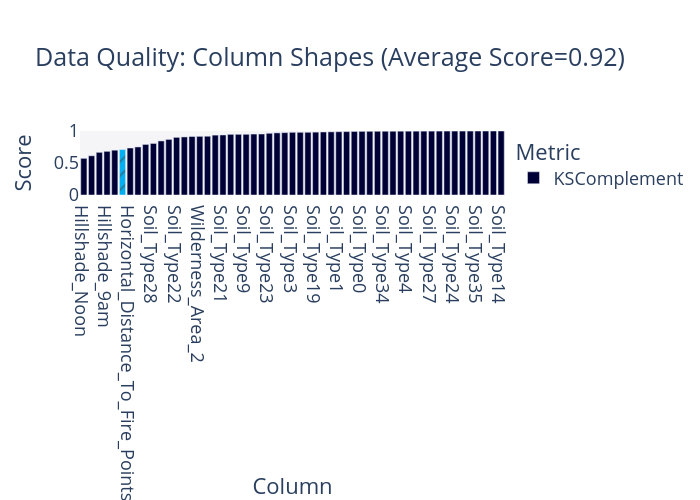 Data Quality: Column Shapes (Average Score=0.92)
Score
1
0.5
0
Metric
KSComplement
Hillshade_Noon
Hillshade_9am
Horizontal_Distance_To_Fire_Points
Soil_Type28
Soil_Type22
Wilderness_Area_2
Soil_Type21
Soil_Type9
Soil_Type23
Soil_Type3
Soil_Type19
Soil_Type1
Soil_Type0
Soil_Type34
Soil_Type4
Soil_Type27
Soil_Type24
Soil_Type35
Soil_Type14
Column